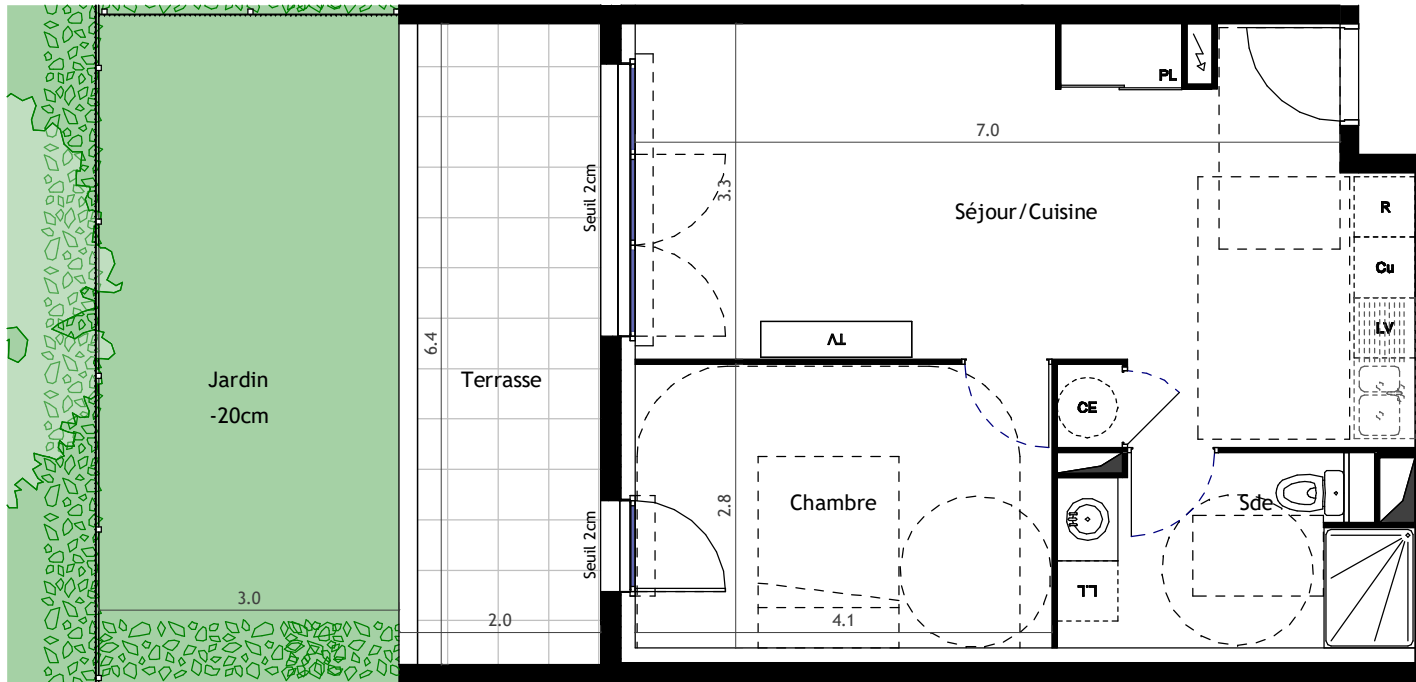 PL
7.0
Seuil 2cm
3.3
Séjour/Cuisine
R
Cu
LV
TV
6.4
Jardin
-20cm
Terrasse
CE
2.8
Chambre
Sde
Seuil 2cm
LL
3.0
2.0
4.1